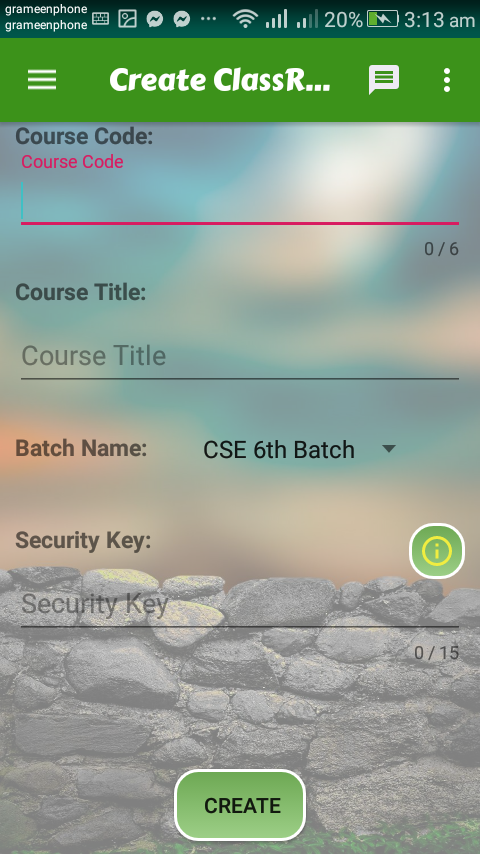 grameenphone
grameenphone
20%
3:13 am
Create ClassR...
Course Code:
Course Code
0 / 6
Course Title:
Course Title
Batch Name:
CSE 6th Batch
Security Key:
Security Key
0 / 15
CREATE